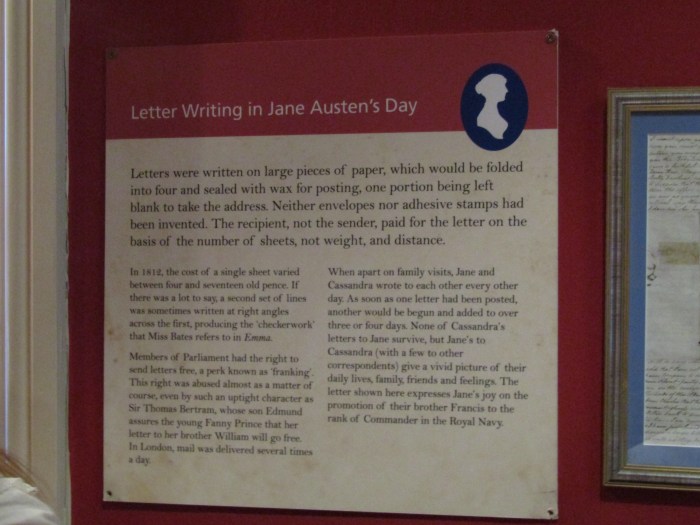 Letter Writing in Jane Austen's Day
Letters were written on large pieces of paper, which would be folded
into four and sealed with wax for posting, one portion being left
blank to take the address. Neither envelopes nor adhesive stamps had
been invented. The recipient, not the sender, paid for the letter on the
basis of the number of sheets, not weight, and distance.
In 1812, the cost of a single sheet varied
between four and seventeen old pence. If
there was a lot to say, a second set of lines
was sometimes written at right angles
across the first, producing the 'checkerwork'
that Miss Bates refers to in Emma.
Members of Parliament had the right to
send letters free, a perk known as 'franking'.
This right was abused almost as a matter of
course, even by such an uptight character as
Sir Thomas Bertram, whose son Edmund
assures the young Fanny Prince that her
letter to her brother William will go free.
In London, mail was delivered several times
a day.
When apart on family visits, Jane and
Cassandra wrote to each other every other
day. As soon as one letter had been posted,
another would be begun and added to over
three or four days. None of Cassandra's
letters to Jane survive, but Jane's to
Cassandra (with a few to other
correspondents) give a vivid picture of their
daily lives, family, friends and feelings. The
letter shown here expresses Jane's joy on the
promotion of their brother Francis to the
rank of Commander in the Royal Navy.